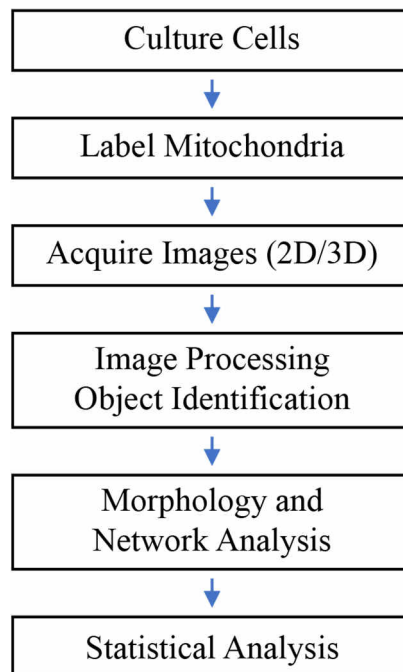 Culture Cells
Label Mitochondria
Acquire Images (2D/3D)
Image Processing
Object Identification
Morphology and
Network Analysis
Statistical Analysis